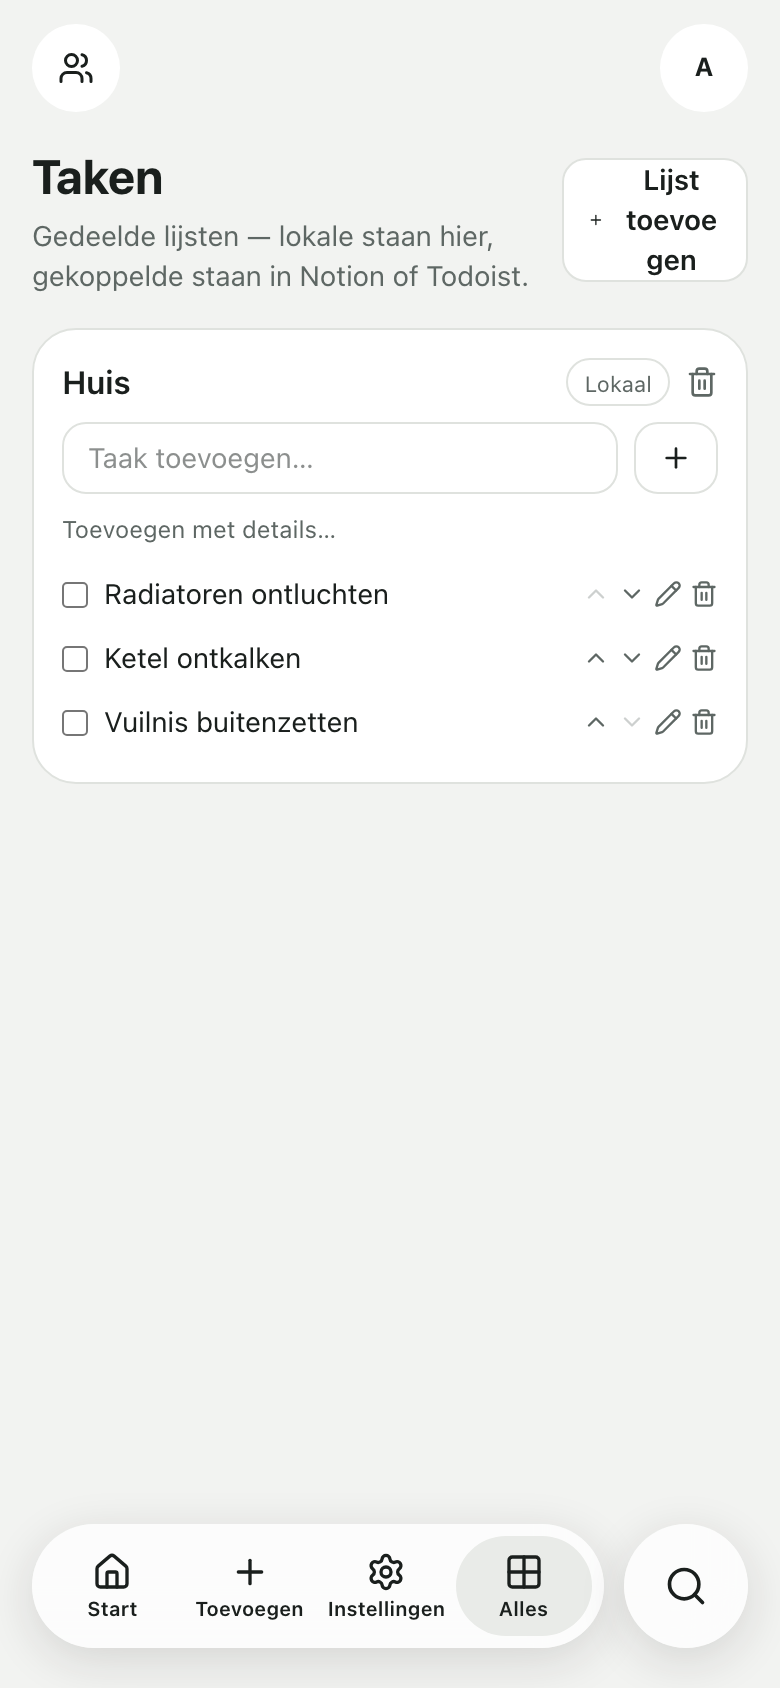 A
Taken
Gedeelde lijsten — lokale staan hier,
gekoppelde staan in Notion of Todoist.
+ Lijst
toevoe
gen
Huis
Lokaal
Taak toevoegen...
Toevoegen met details...
Radiatoren ontluchten
Ketel ontkalken
Vuilnis buitenzetten
Start
Toevoegen
Instellingen
Alles